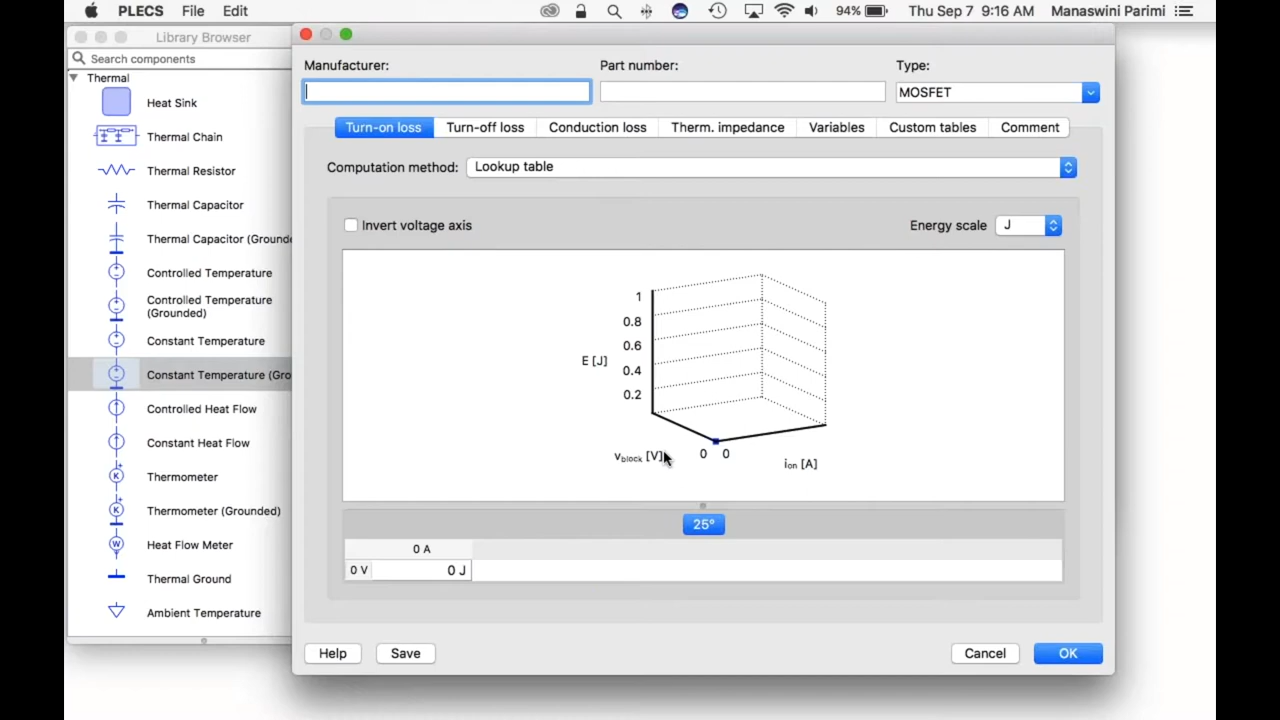 PLECS File Edit 94% Thu Sep 7 9:16 AM Manaswini Parimi
Library Browser
Search components
Thermal
Heat Sink
Thermal Chain
Thermal Resistor
Thermal Capacitor
Thermal Capacitor (Grounde
Controlled Temperature
Controlled Temperature
(Grounded)
Constant Temperature
Constant Temperature (Gro
Controlled Heat Flow
Constant Heat Flow
Thermometer
Thermometer (Grounded)
Heat Flow Meter
Thermal Ground
Ambient Temperature
Manufacturer: Part number: Type:
MOSFET
Turn-on loss Turn-off loss Conduction loss Therm. impedance Variables Custom tables Comment
Computation method: Lookup table
Invert voltage axis Energy scale J
1
0.8
0.6
E [J]
0.4
0.2
vblock [V] 0 0 ion [A]
25°
0 A
0 V 0 J
Help Save Cancel OK